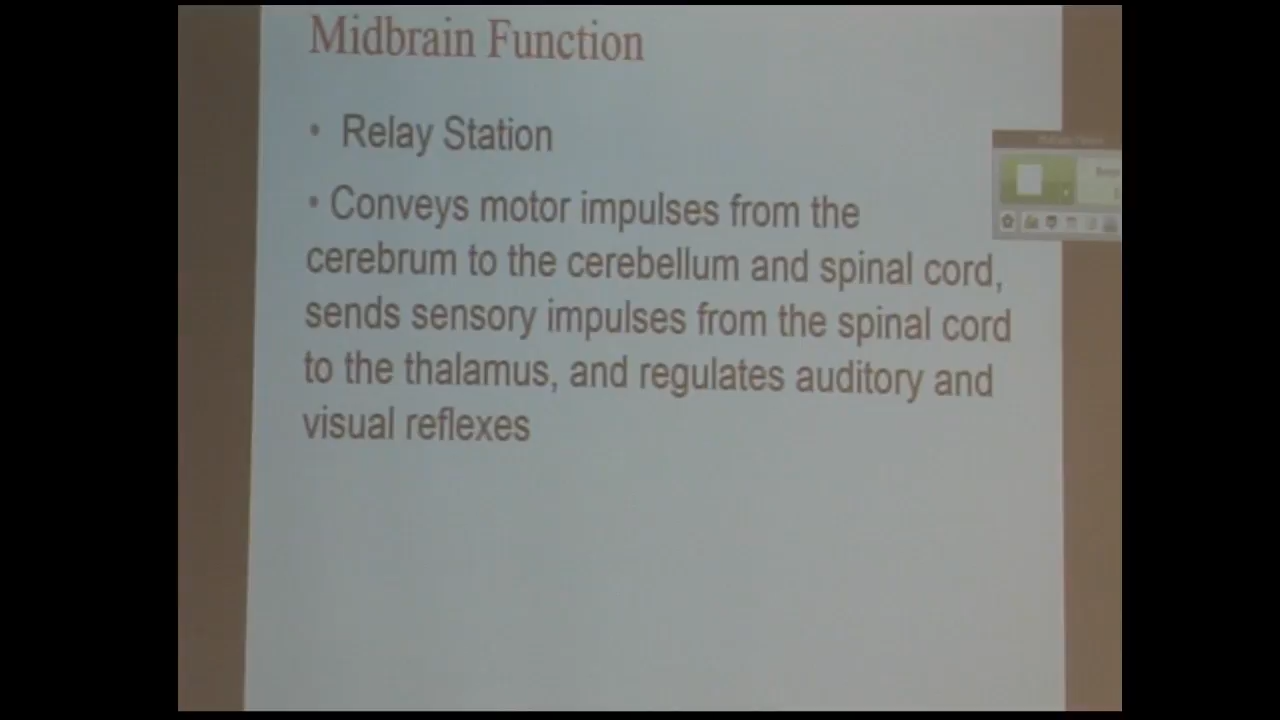 Midbrain Function
• Relay Station
• Conveys motor impulses from the
cerebrum to the cerebellum and spinal cord,
sends sensory impulses from the spinal cord
to the thalamus, and regulates auditory and
visual reflexes